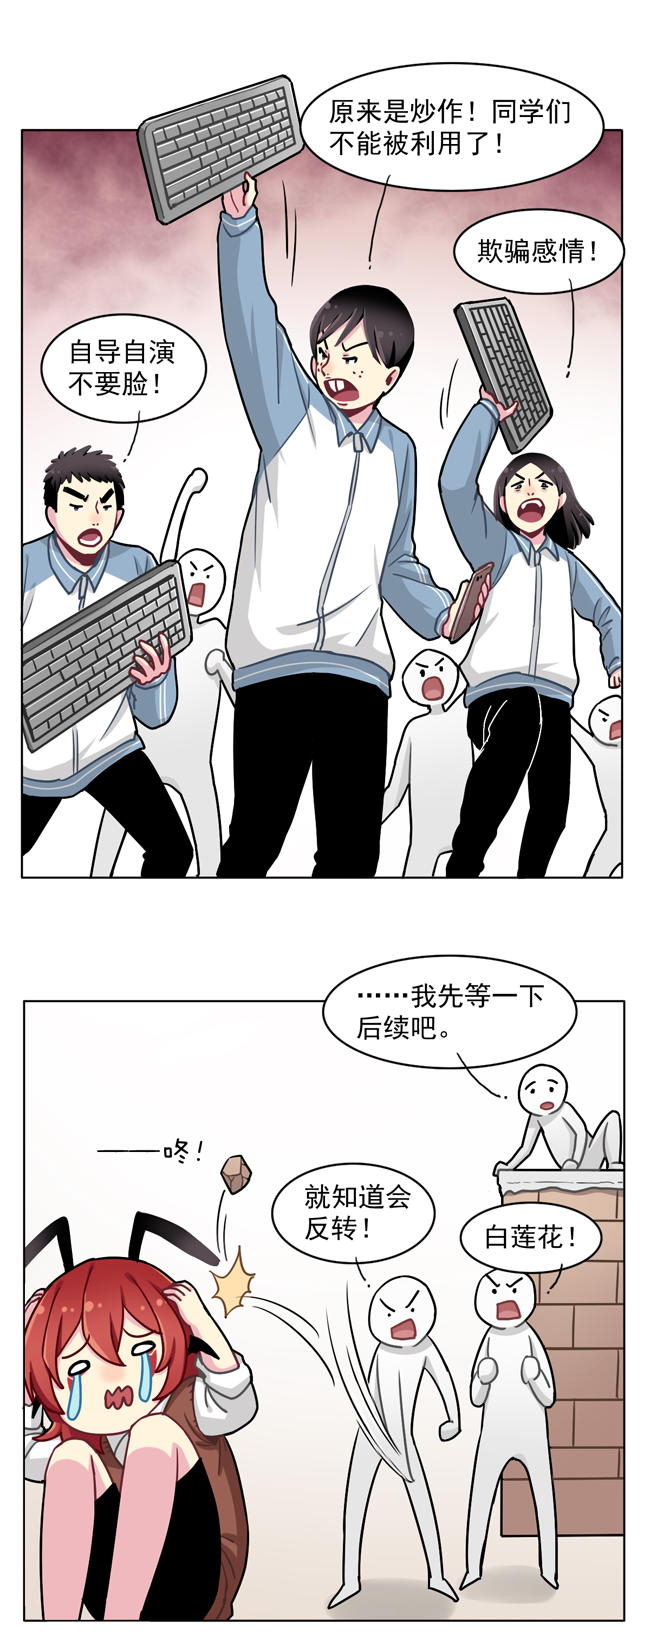 原来是炒作！同学们
不能被利用了！
欺骗感情！
自导自演
不要脸！
……我先等一下
后续吧。
——咚！
就知道会
反转！
白莲花！